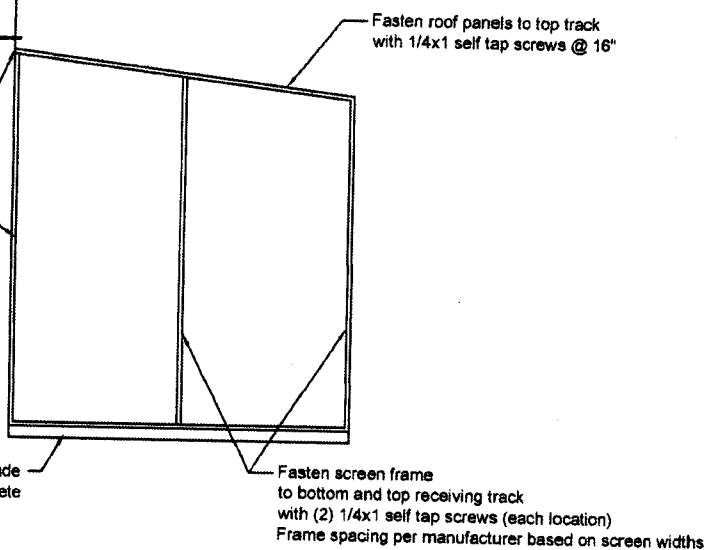 Fasten roof panels to top track
with 1/4x1 self tap screws @ 16"
Fasten screen frame
to bottom and top receiving track
with (2) 1/4x1 self tap screws (each location)
Frame spacing per manufacturer based on screen widths